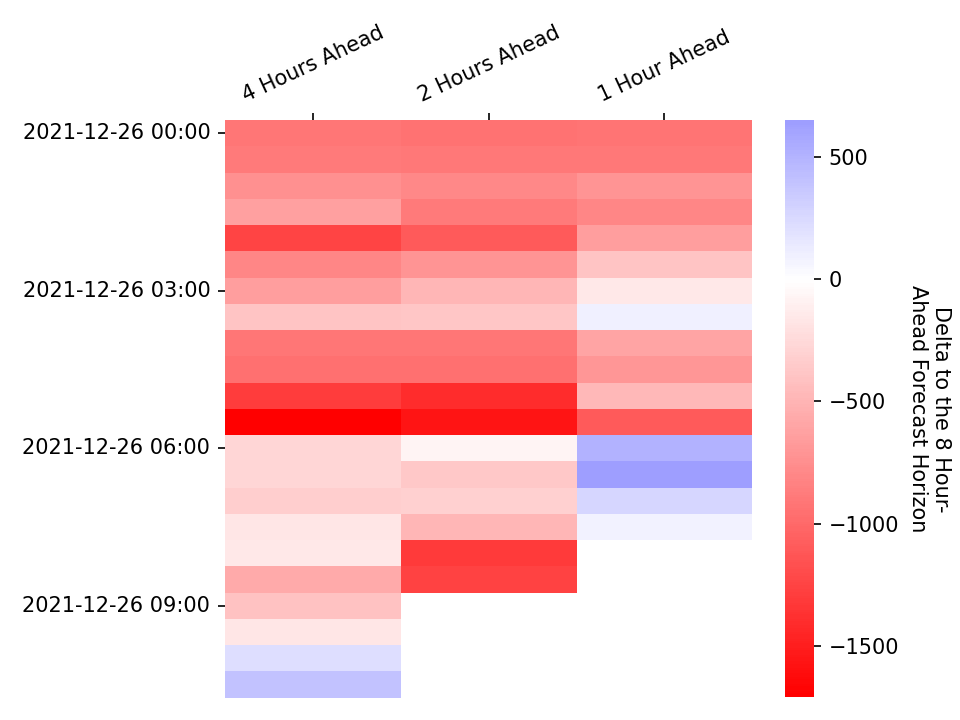 4 Hours Ahead
2 Hours Ahead
1 Hour Ahead
2021-12-26 00:00
2021-12-26 03:00
2021-12-26 06:00
2021-12-26 09:00
500
0
−500
−1000
−1500
Delta to the 8 Hour-
Ahead Forecast Horizon